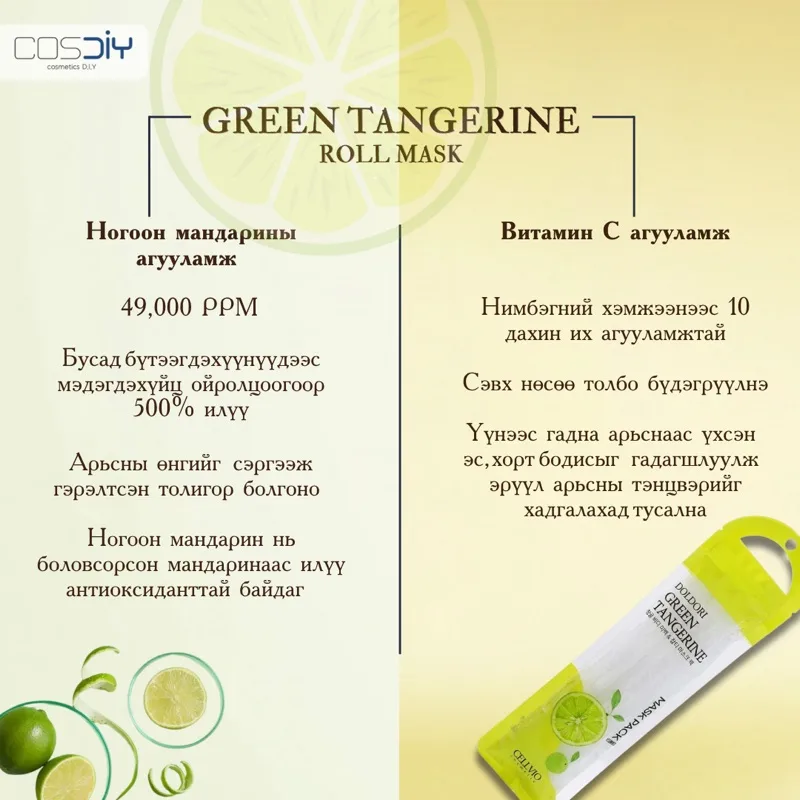 COSDIY
cosmetics D.I.Y
GREEN TANGERINE
ROLL MASK
Ногоон мандарины
агууламж
49,000 PPM
Бусад бүтээгдэхүүнүүдээс
мэдэгдэхүйц ойролцоогоор
500% илүү
Арьсны өнгийг сэргээж
гэрэлтсэн толигор болгоно
Ногоон мандарин нь
боловсорсон мандаринаас илүү
антиоксиданттай байдаг
Витамин С агууламж
Нимбэгний хэмжээнээс 10
дахин их агууламжтай
Сэвх нөсөө толбо бүдэгрүүлнэ
Үүнээс гадна арьснаас үхсэн
эс,хорт бодисыг гадагшлуулж
эрүүл арьсны тэнцвэрийг
хадгалахад тусална
DOLDORI
GREEN
TANGERINE
MASK PACK
CELLVIO